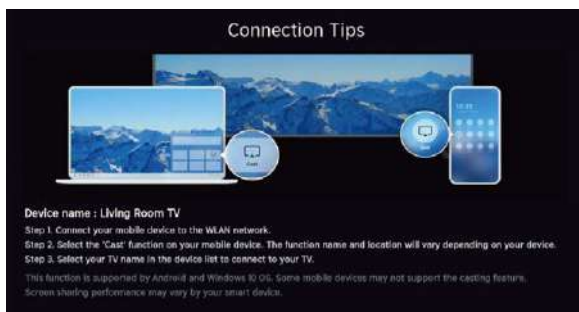 Connection Tips
10:30
Cast
Device name : Living Room TV
Step 1. Connect your mobile device to the WLAN network.
Step 2. Select the 'Cast' function on your mobile device. The function name and location will vary depending on your device.
Step 3. Select your TV name in the device list to connect to your TV.
This function is supported by Android and Windows 10 OS. Some mobile devices may not support the casting feature.
Screen sharing performance may vary by your smart device.